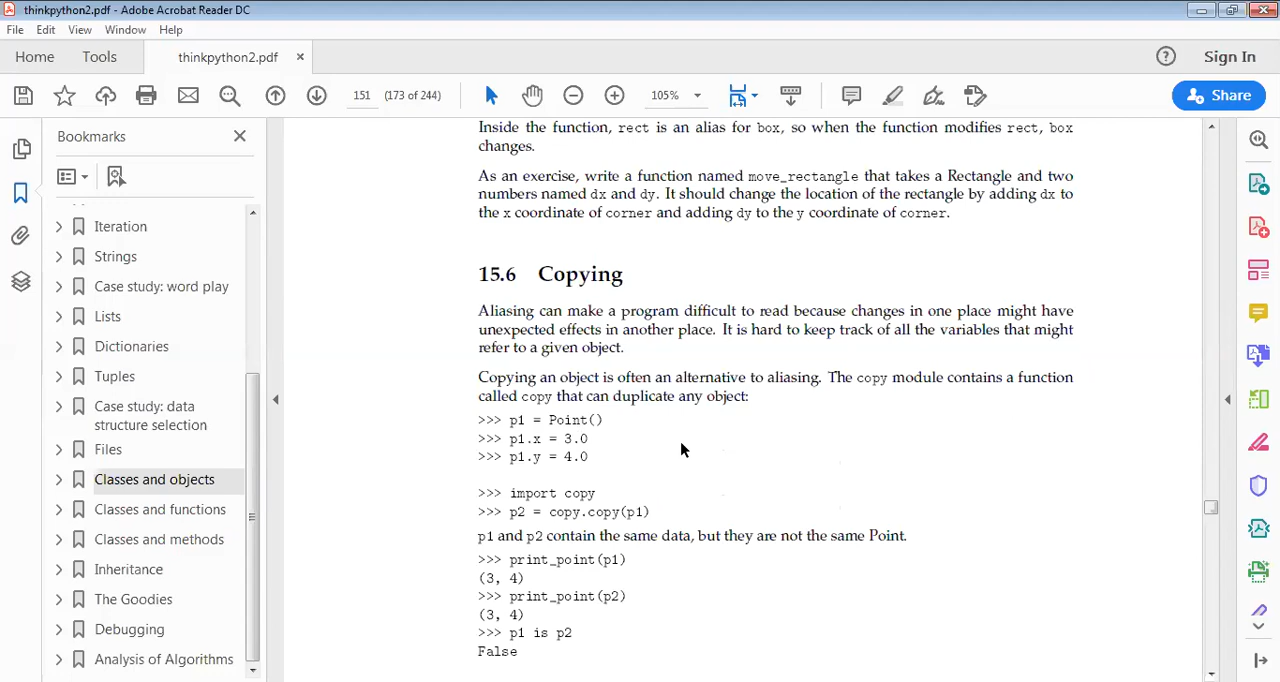 thinkpython2.pdf - Adobe Acrobat Reader DC
File Edit View Window Help
Home Tools thinkpython2.pdf × Sign In
151 (173 of 244) 105% Share
Bookmarks
Iteration
Strings
Case study: word play
Lists
Dictionaries
Tuples
Case study: data
structure selection
Files
Classes and objects
Classes and functions
Classes and methods
Inheritance
The Goodies
Debugging
Analysis of Algorithms
Inside the function, rect is an alias for box, so when the function modifies rect, box
changes.
As an exercise, write a function named move_rectangle that takes a Rectangle and two
numbers named dx and dy. It should change the location of the rectangle by adding dx to
the x coordinate of corner and adding dy to the y coordinate of corner.
15.6 Copying
Aliasing can make a program difficult to read because changes in one place might have
unexpected effects in another place. It is hard to keep track of all the variables that might
refer to a given object.
Copying an object is often an alternative to aliasing. The copy module contains a function
called copy that can duplicate any object:
>>> p1 = Point()
>>> p1.x = 3.0
>>> p1.y = 4.0
>>> import copy
>>> p2 = copy.copy(p1)
p1 and p2 contain the same data, but they are not the same Point.
>>> print_point(p1)
(3, 4)
>>> print_point(p2)
(3, 4)
>>> p1 is p2
False